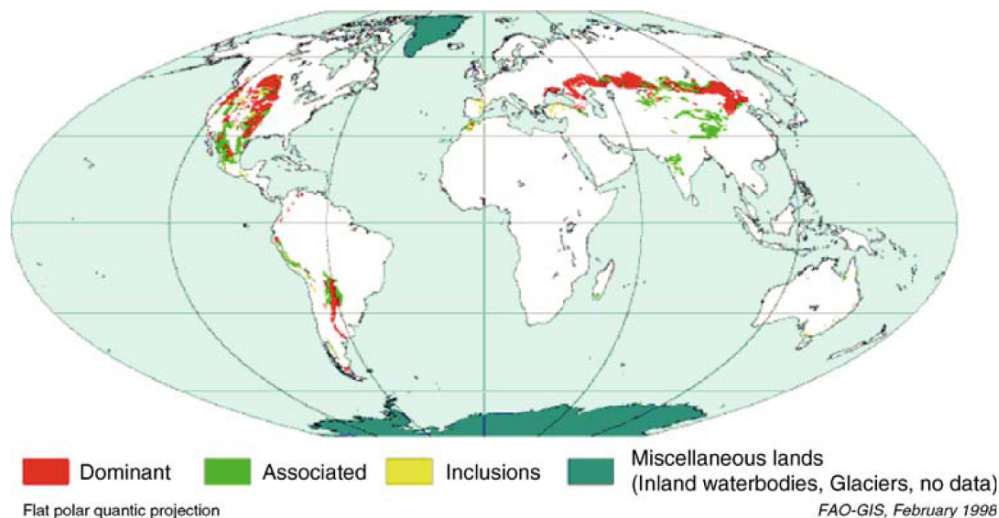 Dominant
Associated
Inclusions
Miscellaneous lands
(Inland waterbodies, Glaciers, no data)
Flat polar quantic projection
FAO-GIS, February 1998